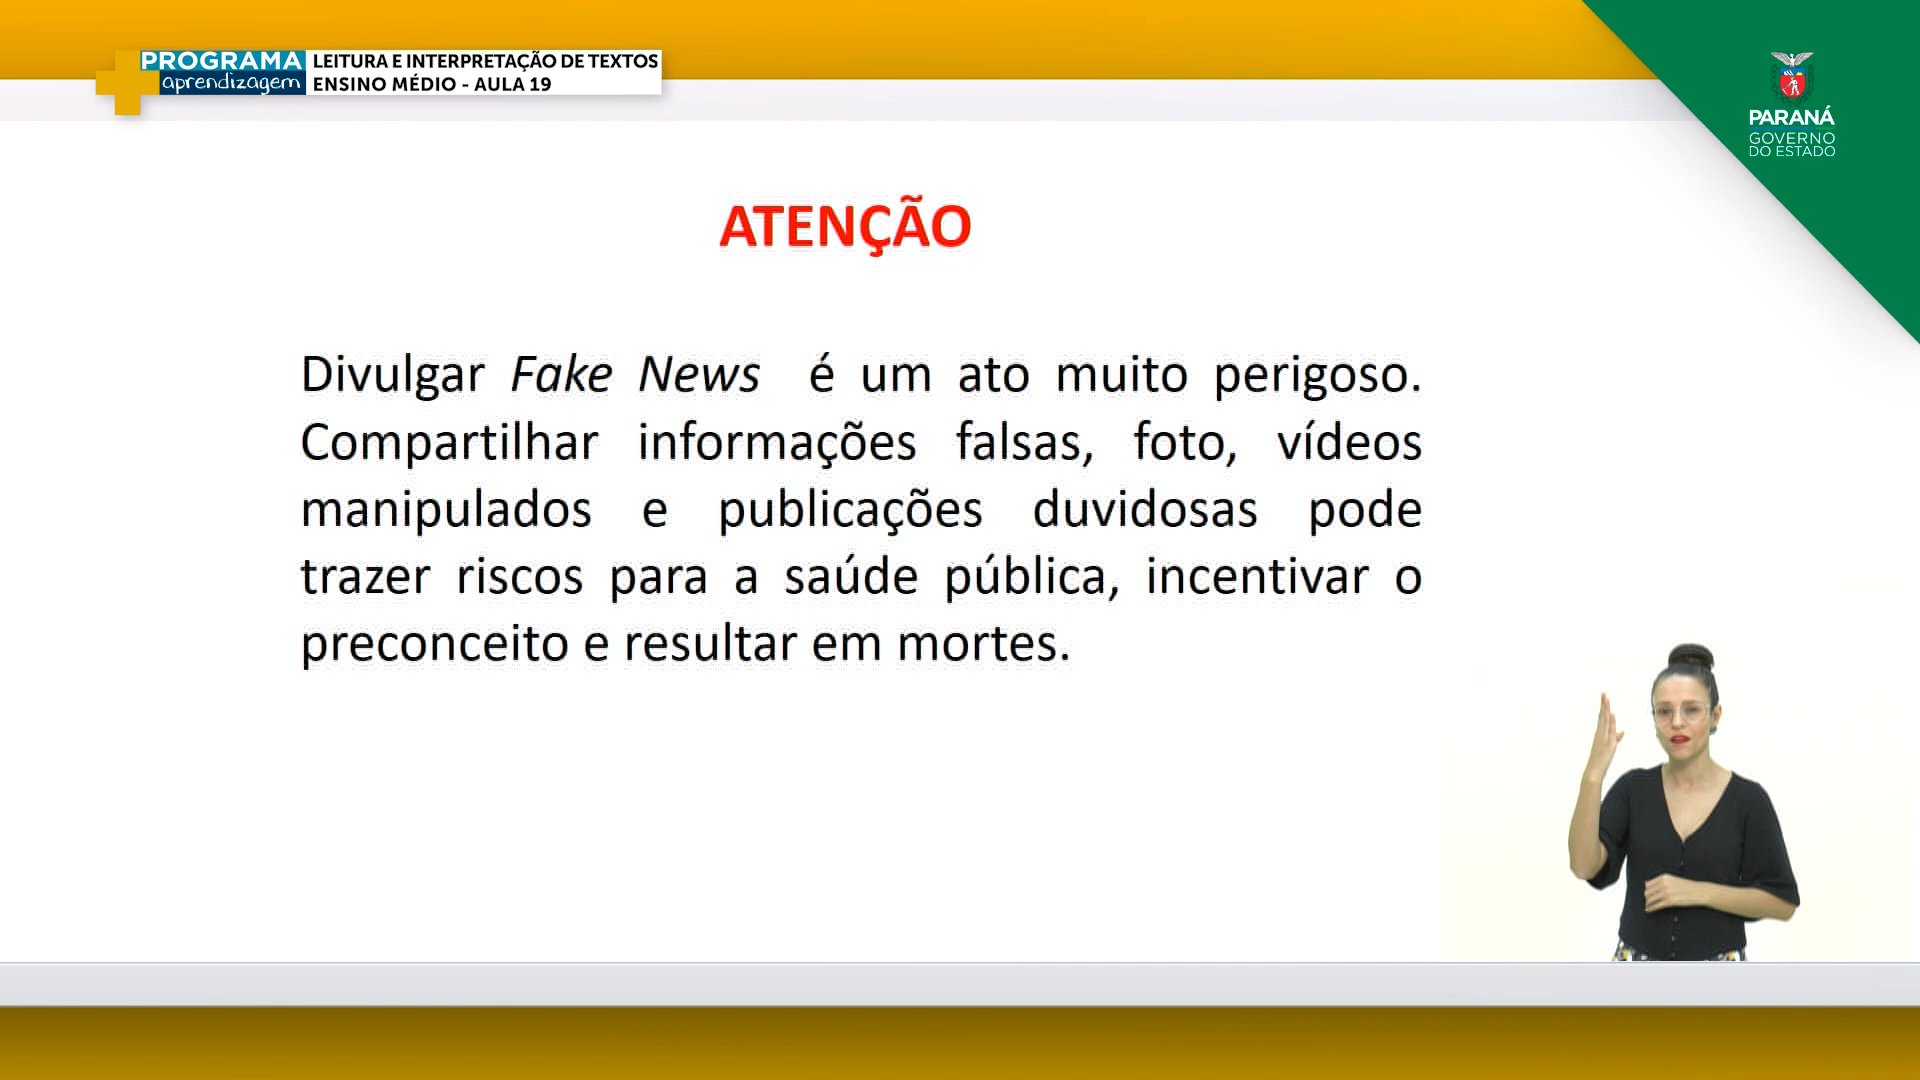 PROGRAMA
aprendizagem
LEITURA E INTERPRETAÇÃO DE TEXTOS
ENSINO MÉDIO - AULA 19
PARANÁ
GOVERNO
DO ESTADO
ATENÇÃO
Divulgar Fake News é um ato muito perigoso.
Compartilhar informações falsas, foto, vídeos
manipulados e publicações duvidosas pode
trazer riscos para a saúde pública, incentivar o
preconceito e resultar em mortes.